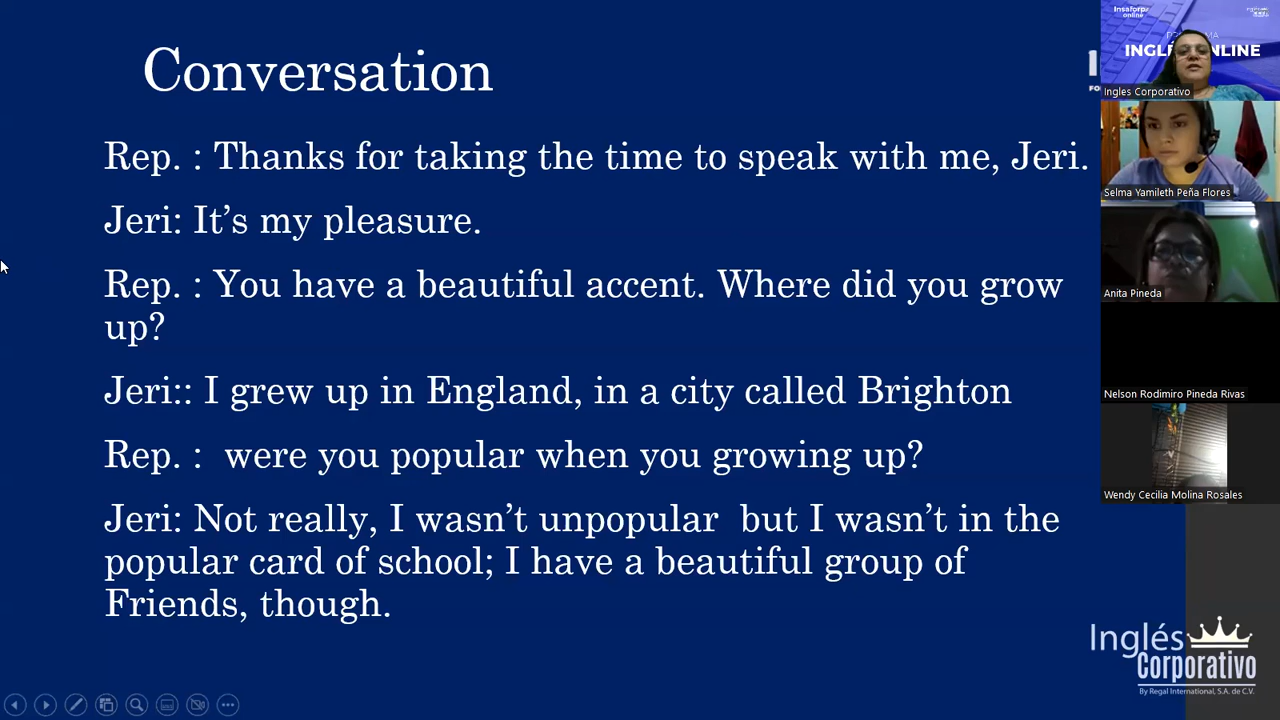 Conversation
Rep. : Thanks for taking the time to speak with me, Jeri.
Jeri: It's my pleasure.
Rep. : You have a beautiful accent. Where did you grow
up?
Jeri:: I grew up in England, in a city called Brighton
Rep. :  were you popular when you growing up?
Jeri: Not really, I wasn't unpopular  but I wasn't in the
popular card of school; I have a beautiful group of
Friends, though.
Insaforp
online
INGLÉS ONLINE
Ingles Corporativo
Selma Yamileth Peña Flores
Anita Pineda
Nelson Rodimiro Pineda Rivas
Wendy Cecilia Molina Rosales
Inglés
Corporativo
By Regal International, S.A. de C.V.